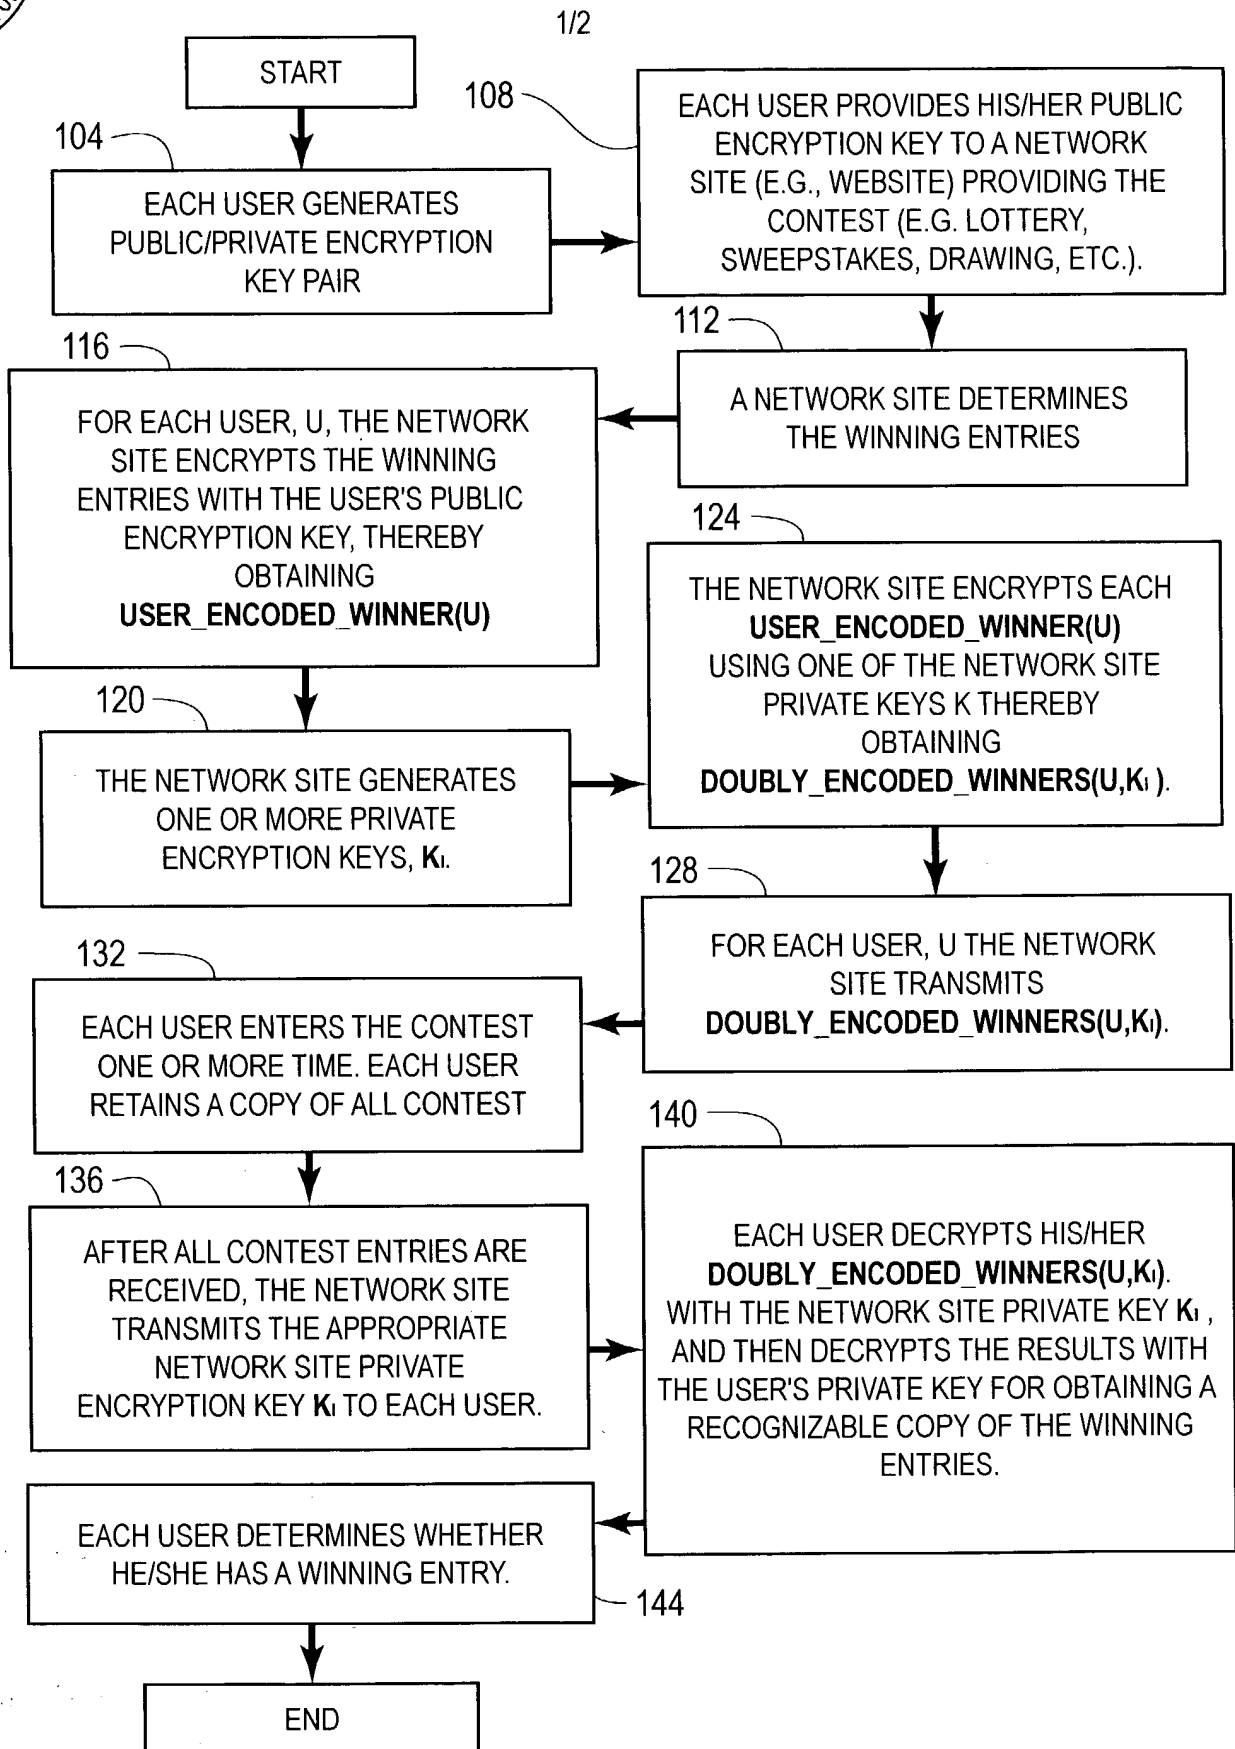 1/2
START
104
EACH USER GENERATES
PUBLIC/PRIVATE ENCRYPTION
KEY PAIR
108
EACH USER PROVIDES HIS/HER PUBLIC
ENCRYPTION KEY TO A NETWORK
SITE (E.G., WEBSITE) PROVIDING THE
CONTEST (E.G. LOTTERY,
SWEEPSTAKES, DRAWING, ETC.).
112
A NETWORK SITE DETERMINES
THE WINNING ENTRIES
116
FOR EACH USER, U, THE NETWORK
SITE ENCRYPTS THE WINNING
ENTRIES WITH THE USER'S PUBLIC
ENCRYPTION KEY, THEREBY
OBTAINING
USER_ENCODED_WINNER(U)
120
THE NETWORK SITE GENERATES
ONE OR MORE PRIVATE
ENCRYPTION KEYS, KI.
124
THE NETWORK SITE ENCRYPTS EACH
USER_ENCODED_WINNER(U)
USING ONE OF THE NETWORK SITE
PRIVATE KEYS K THEREBY
OBTAINING
DOUBLY_ENCODED_WINNERS(U,Ki ).
128
FOR EACH USER, U THE NETWORK
SITE TRANSMITS
DOUBLY_ENCODED_WINNERS(U,KI).
132
EACH USER ENTERS THE CONTEST
ONE OR MORE TIME. EACH USER
RETAINS A COPY OF ALL CONTEST
136
AFTER ALL CONTEST ENTRIES ARE
RECEIVED, THE NETWORK SITE
TRANSMITS THE APPROPRIATE
NETWORK SITE PRIVATE
ENCRYPTION KEY KI TO EACH USER.
140
EACH USER DECRYPTS HIS/HER
DOUBLY_ENCODED_WINNERS(U,KI).
WITH THE NETWORK SITE PRIVATE KEY KI ,
AND THEN DECRYPTS THE RESULTS WITH
THE USER'S PRIVATE KEY FOR OBTAINING A
RECOGNIZABLE COPY OF THE WINNING
ENTRIES.
EACH USER DETERMINES WHETHER
HE/SHE HAS A WINNING ENTRY.
144
END